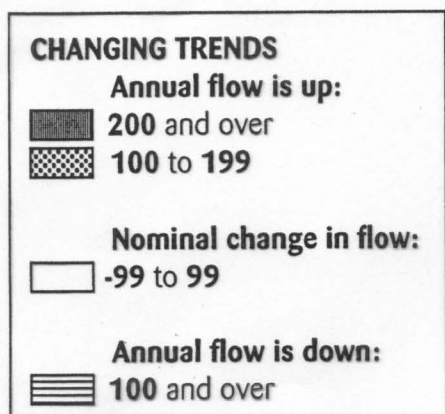 CHANGING TRENDS
Annual flow is up:
200 and over
100 to 199
Nominal change in flow:
-99 to 99
Annual flow is down:
100 and over